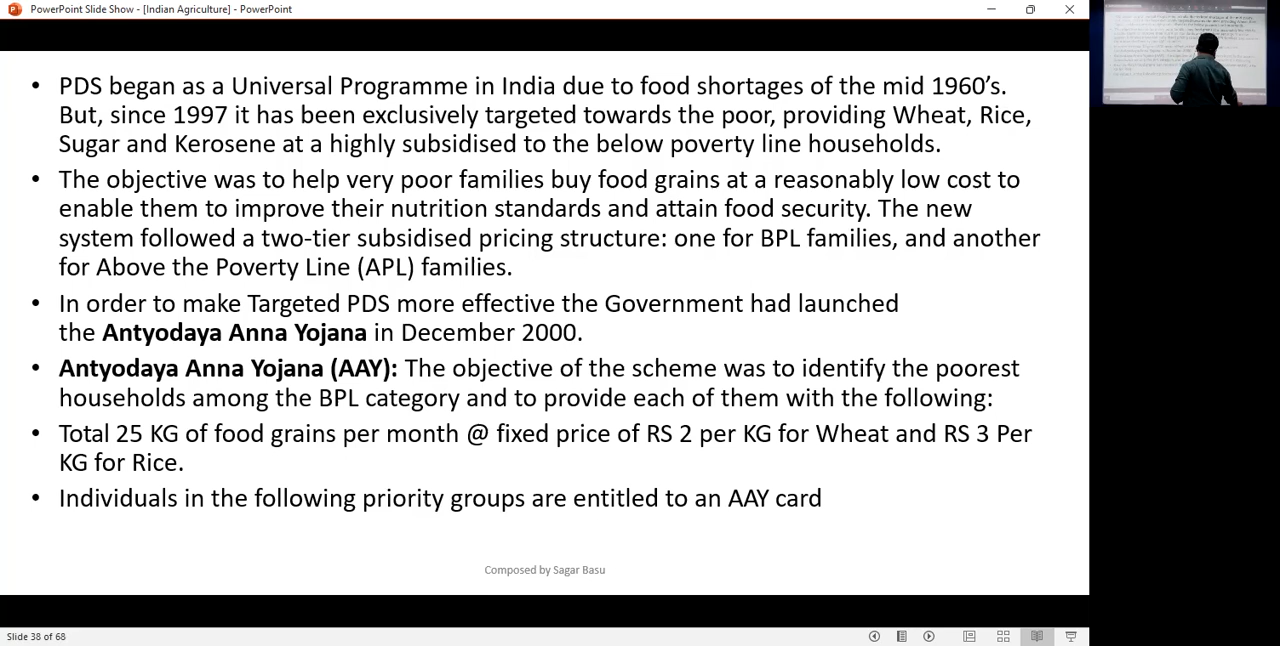 PowerPoint Slide Show - [Indian Agriculture] - PowerPoint
• PDS began as a Universal Programme in India due to food shortages of the mid 1960’s.
But, since 1997 it has been exclusively targeted towards the poor, providing Wheat, Rice,
Sugar and Kerosene at a highly subsidised to the below poverty line households.
• The objective was to help very poor families buy food grains at a reasonably low cost to
enable them to improve their nutrition standards and attain food security. The new
system followed a two-tier subsidised pricing structure: one for BPL families, and another
for Above the Poverty Line (APL) families.
• In order to make Targeted PDS more effective the Government had launched
the Antyodaya Anna Yojana in December 2000.
• Antyodaya Anna Yojana (AAY): The objective of the scheme was to identify the poorest
households among the BPL category and to provide each of them with the following:
• Total 25 KG of food grains per month @ fixed price of RS 2 per KG for Wheat and RS 3 Per
KG for Rice.
• Individuals in the following priority groups are entitled to an AAY card
Composed by Sagar Basu
Slide 38 of 68